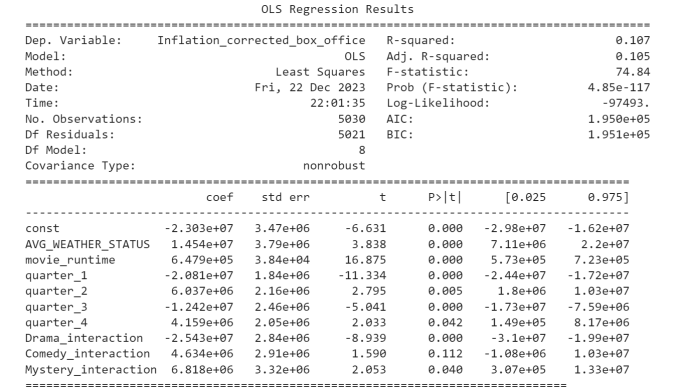 OLS Regression Results
==============================================================================
Dep. Variable: Inflation_corrected_box_office R-squared: 0.107
Model: OLS Adj. R-squared: 0.105
Method: Least Squares F-statistic: 74.84
Date: Fri, 22 Dec 2023 Prob (F-statistic): 4.85e-117
Time: 22:01:35 Log-Likelihood: -97493.
No. Observations: 5030 AIC: 1.950e+05
Df Residuals: 5021 BIC: 1.951e+05
Df Model: 8
Covariance Type: nonrobust
==============================================================================
coef std err t P>|t| [0.025 0.975]
------------------------------------------------------------------------------
const -2.303e+07 3.47e+06 -6.631 0.000 -2.98e+07 -1.62e+07
AVG_WEATHER_STATUS 1.454e+07 3.79e+06 3.838 0.000 7.11e+06 2.2e+07
movie_runtime 6.479e+05 3.84e+04 16.875 0.000 5.73e+05 7.23e+05
quarter_1 -2.081e+07 1.84e+06 -11.334 0.000 -2.44e+07 -1.72e+07
quarter_2 6.037e+06 2.16e+06 2.795 0.005 1.8e+06 1.03e+07
quarter_3 -1.242e+07 2.46e+06 -5.041 0.000 -1.73e+07 -7.59e+06
quarter_4 4.159e+06 2.05e+06 2.033 0.042 1.49e+05 8.17e+06
Drama_interaction -2.543e+07 2.84e+06 -8.939 0.000 -3.1e+07 -1.99e+07
Comedy_interaction 4.634e+06 2.91e+06 1.590 0.112 -1.08e+06 1.03e+07
Mystery_interaction 6.818e+06 3.32e+06 2.053 0.040 3.07e+05 1.33e+07
==============================================================================